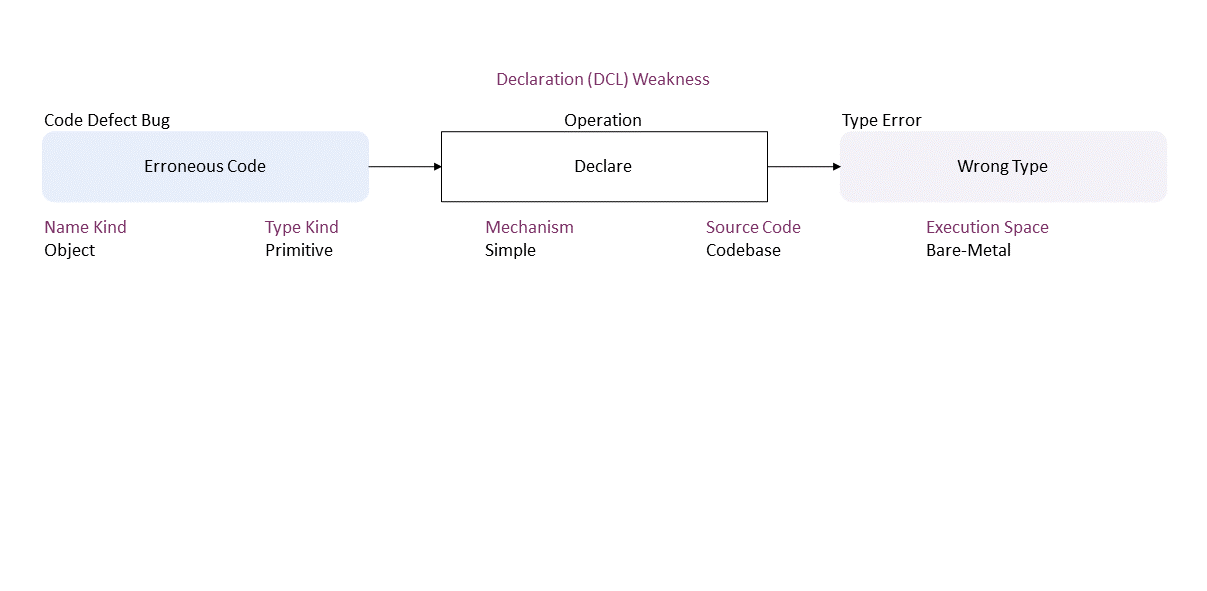 Declaration (DCL) Weakness
Code Defect Bug
Operation
Type Error
Erroneous Code
Declare
Wrong Type
Name Kind
Type Kind
Mechanism
Source Code
Execution Space
Object
Primitive
Simple
Codebase
Bare-Metal